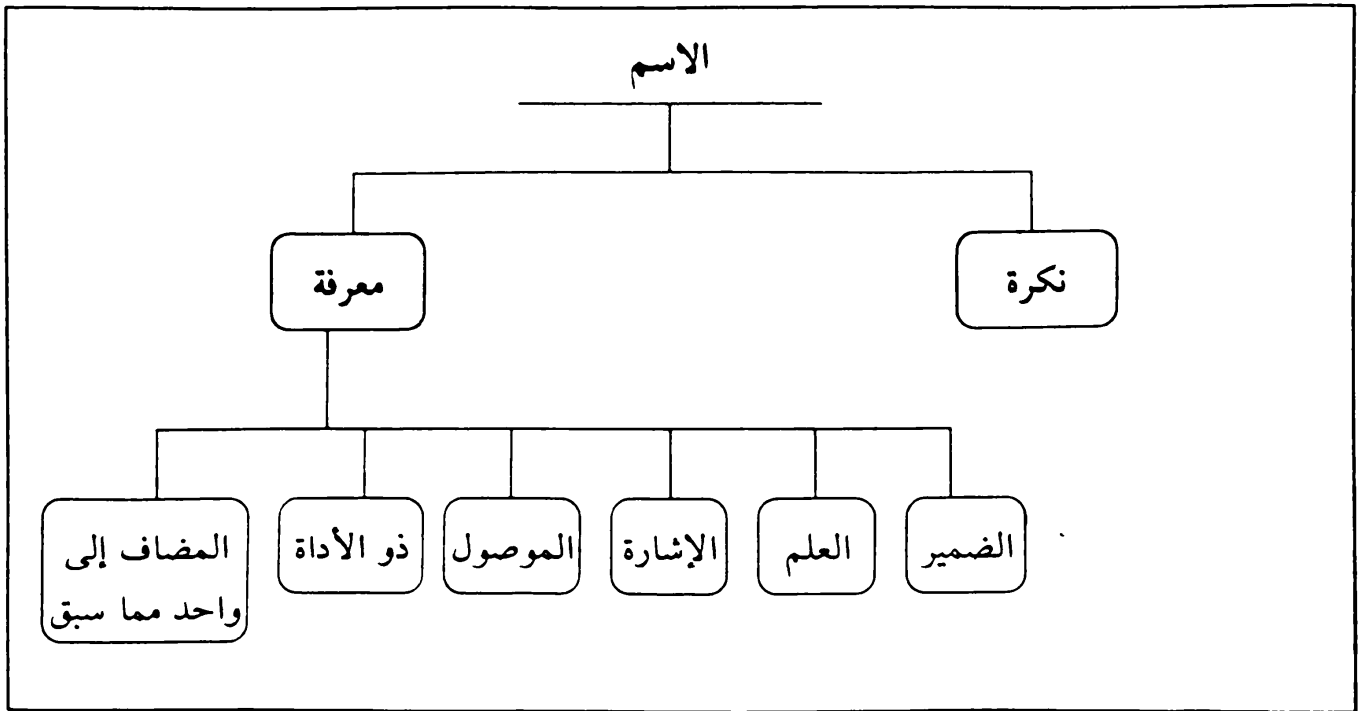 الاسم
نكرة
معرفة
الضمير
العلم
الإشارة
الموصول
ذو الأداة
المضاف إلى
واحد مما سبق